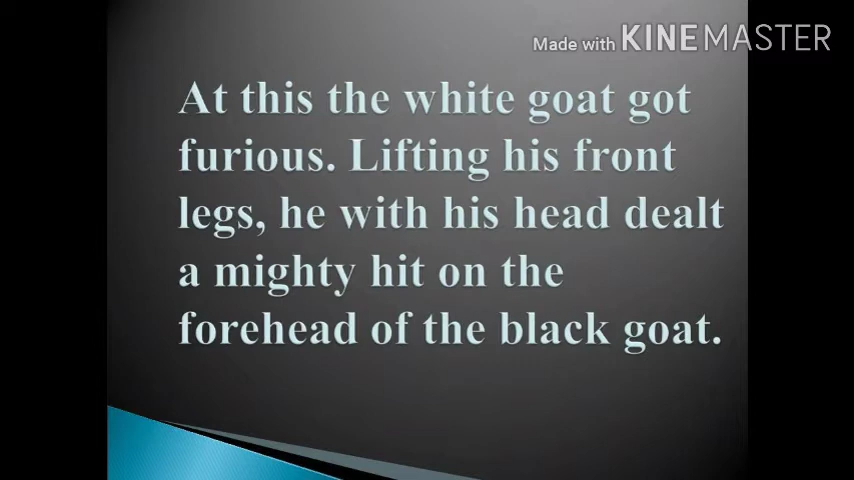 Made with KINEMASTER
At this the white goat got
furious. Lifting his front
legs, he with his head dealt
a mighty hit on the
forehead of the black goat.